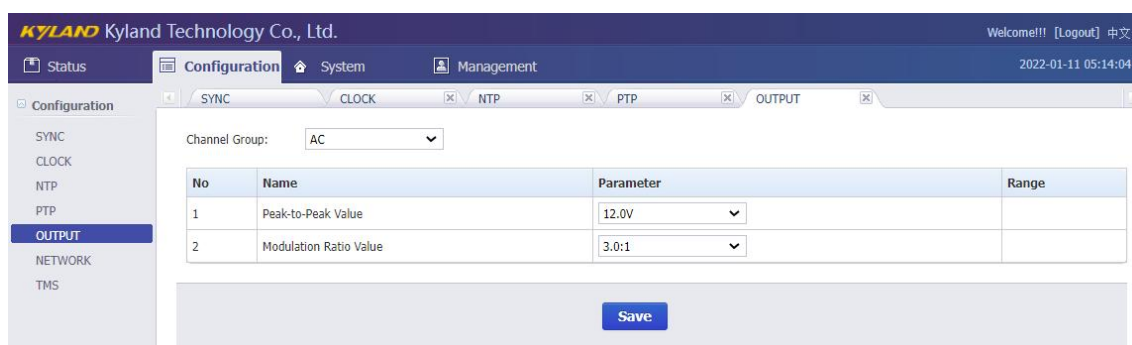 KYLAND Kyland Technology Co., Ltd.
Welcome!!! [Logout] 中文
Status Configuration System Management 2022-01-11 05:14:04
Configuration
SYNC CLOCK NTP PTP OUTPUT
SYNC
CLOCK
NTP
PTP
OUTPUT
NETWORK
TMS
Channel Group: AC
No Name Parameter Range
1 Peak-to-Peak Value 12.0V
2 Modulation Ratio Value 3.0:1
Save